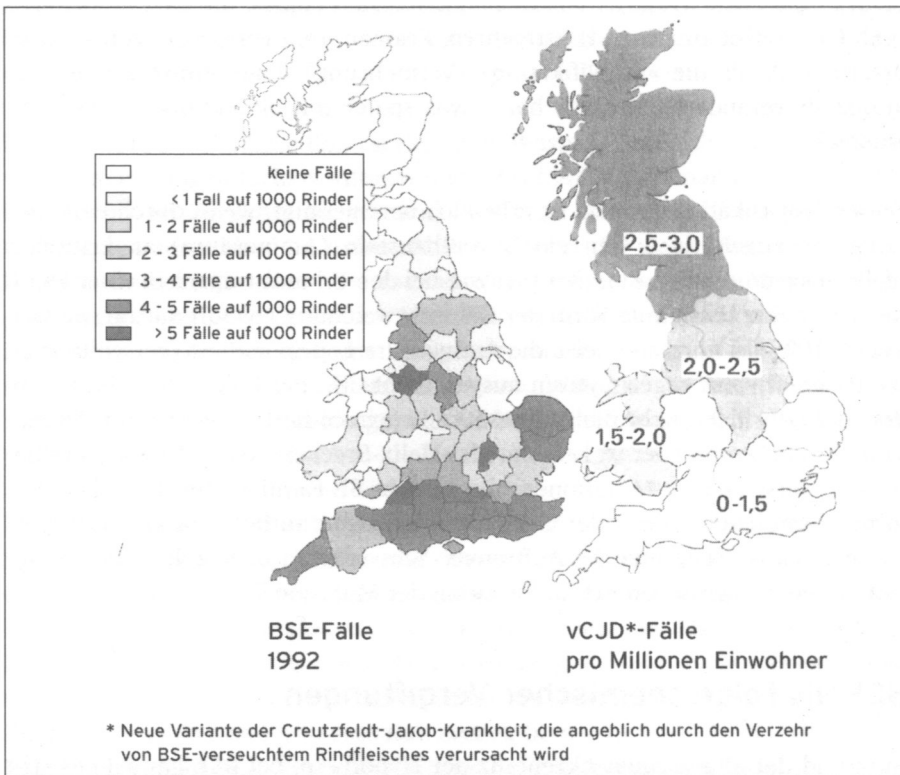 keine Fälle
< 1 Fall auf 1000 Rinder
1 - 2 Fälle auf 1000 Rinder
2 - 3 Fälle auf 1000 Rinder
3 - 4 Fälle auf 1000 Rinder
4 - 5 Fälle auf 1000 Rinder
> 5 Fälle auf 1000 Rinder
2,5-3,0
2,0-2,5
1,5-2,0
0-1,5
BSE-Fälle
1992
vCJD*-Fälle
pro Millionen Einwohner
* Neue Variante der Creutzfeldt-Jakob-Krankheit, die angeblich durch den Verzehr
von BSE-verseuchtem Rindfleisches verursacht wird